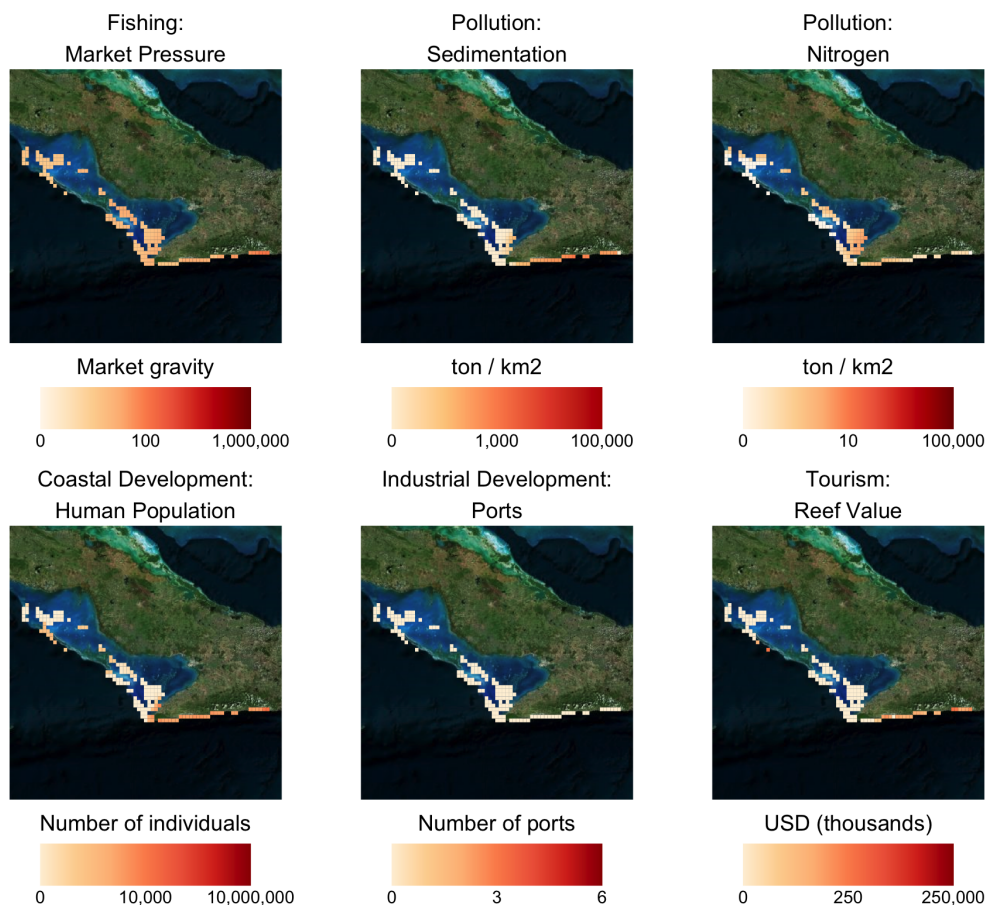 Fishing:
Market Pressure
Pollution:
Sedimentation
Pollution:
Nitrogen
Market gravity
0 100 1,000,000
ton / km2
0 1,000 100,000
ton / km2
0 10 100,000
Coastal Development:
Human Population
Industrial Development:
Ports
Tourism:
Reef Value
Number of individuals
0 10,000 10,000,000
Number of ports
0 3 6
USD (thousands)
0 250 250,000